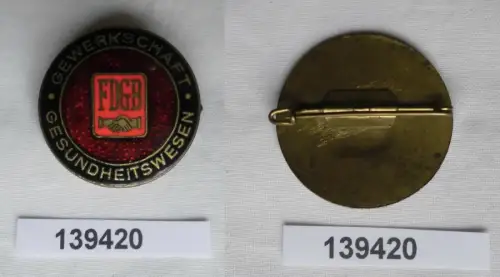 • GEWERKSCHAFT •
GESUNDHEITSWESEN
FDGB
139420
139420